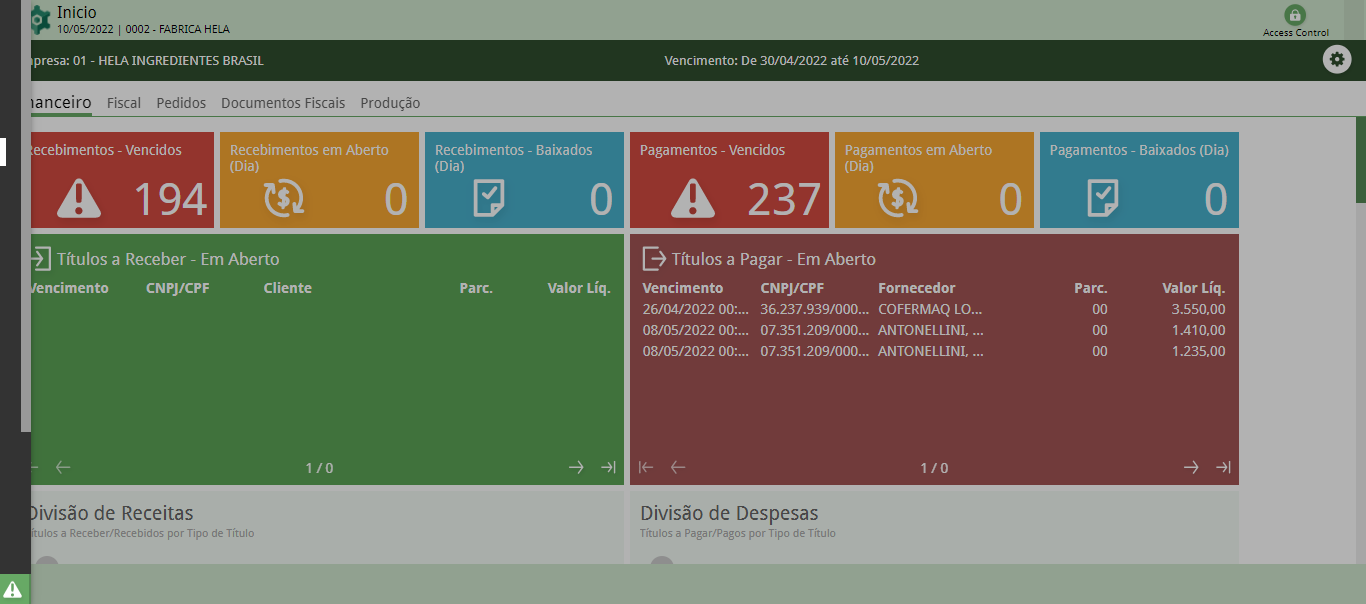 Inicio
10/05/2022 | 0002 - FABRICA HELA
Access Control
mpresa: 01 - HELA INGREDIENTES BRASIL
Vencimento: De 30/04/2022 até 10/05/2022
nanceiro Fiscal Pedidos Documentos Fiscais Produção
Recebimentos - Vencidos
194
Recebimentos em Aberto
(Dia)
0
Recebimentos - Baixados
(Dia)
0
Pagamentos - Vencidos
237
Pagamentos em Aberto
(Dia)
0
Pagamentos - Baixados (Dia)
0
Títulos a Receber - Em Aberto
Vencimento CNPJ/CPF Cliente Parc. Valor Líq.
1 / 0
Títulos a Pagar - Em Aberto
Vencimento CNPJ/CPF Fornecedor Parc. Valor Líq.
26/04/2022 00:... 36.237.939/000... COFERMAQ LO... 00 3.550,00
08/05/2022 00:... 07.351.209/000... ANTONELLINI, ... 00 1.410,00
08/05/2022 00:... 07.351.209/000... ANTONELLINI, ... 00 1.235,00
1 / 0
Divisão de Receitas
ítulos a Receber/Recebidos por Tipo de Título
Divisão de Despesas
Títulos a Pagar/Pagos por Tipo de Título